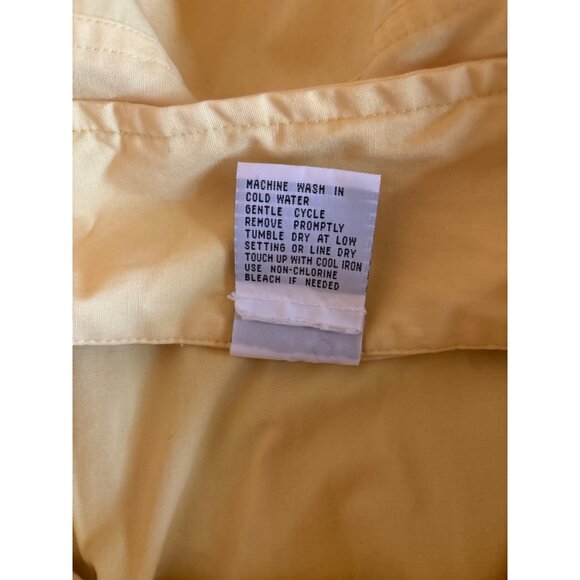 MACHINE WASH IN
COLD WATER
GENTLE CYCLE
REMOVE PROMPTLY
TUMBLE DRY AT LOW
SETTING OR LINE DRY
TOUCH UP WITH COOL IRON
USE NON-CHLORINE
BLEACH IF NEEDED